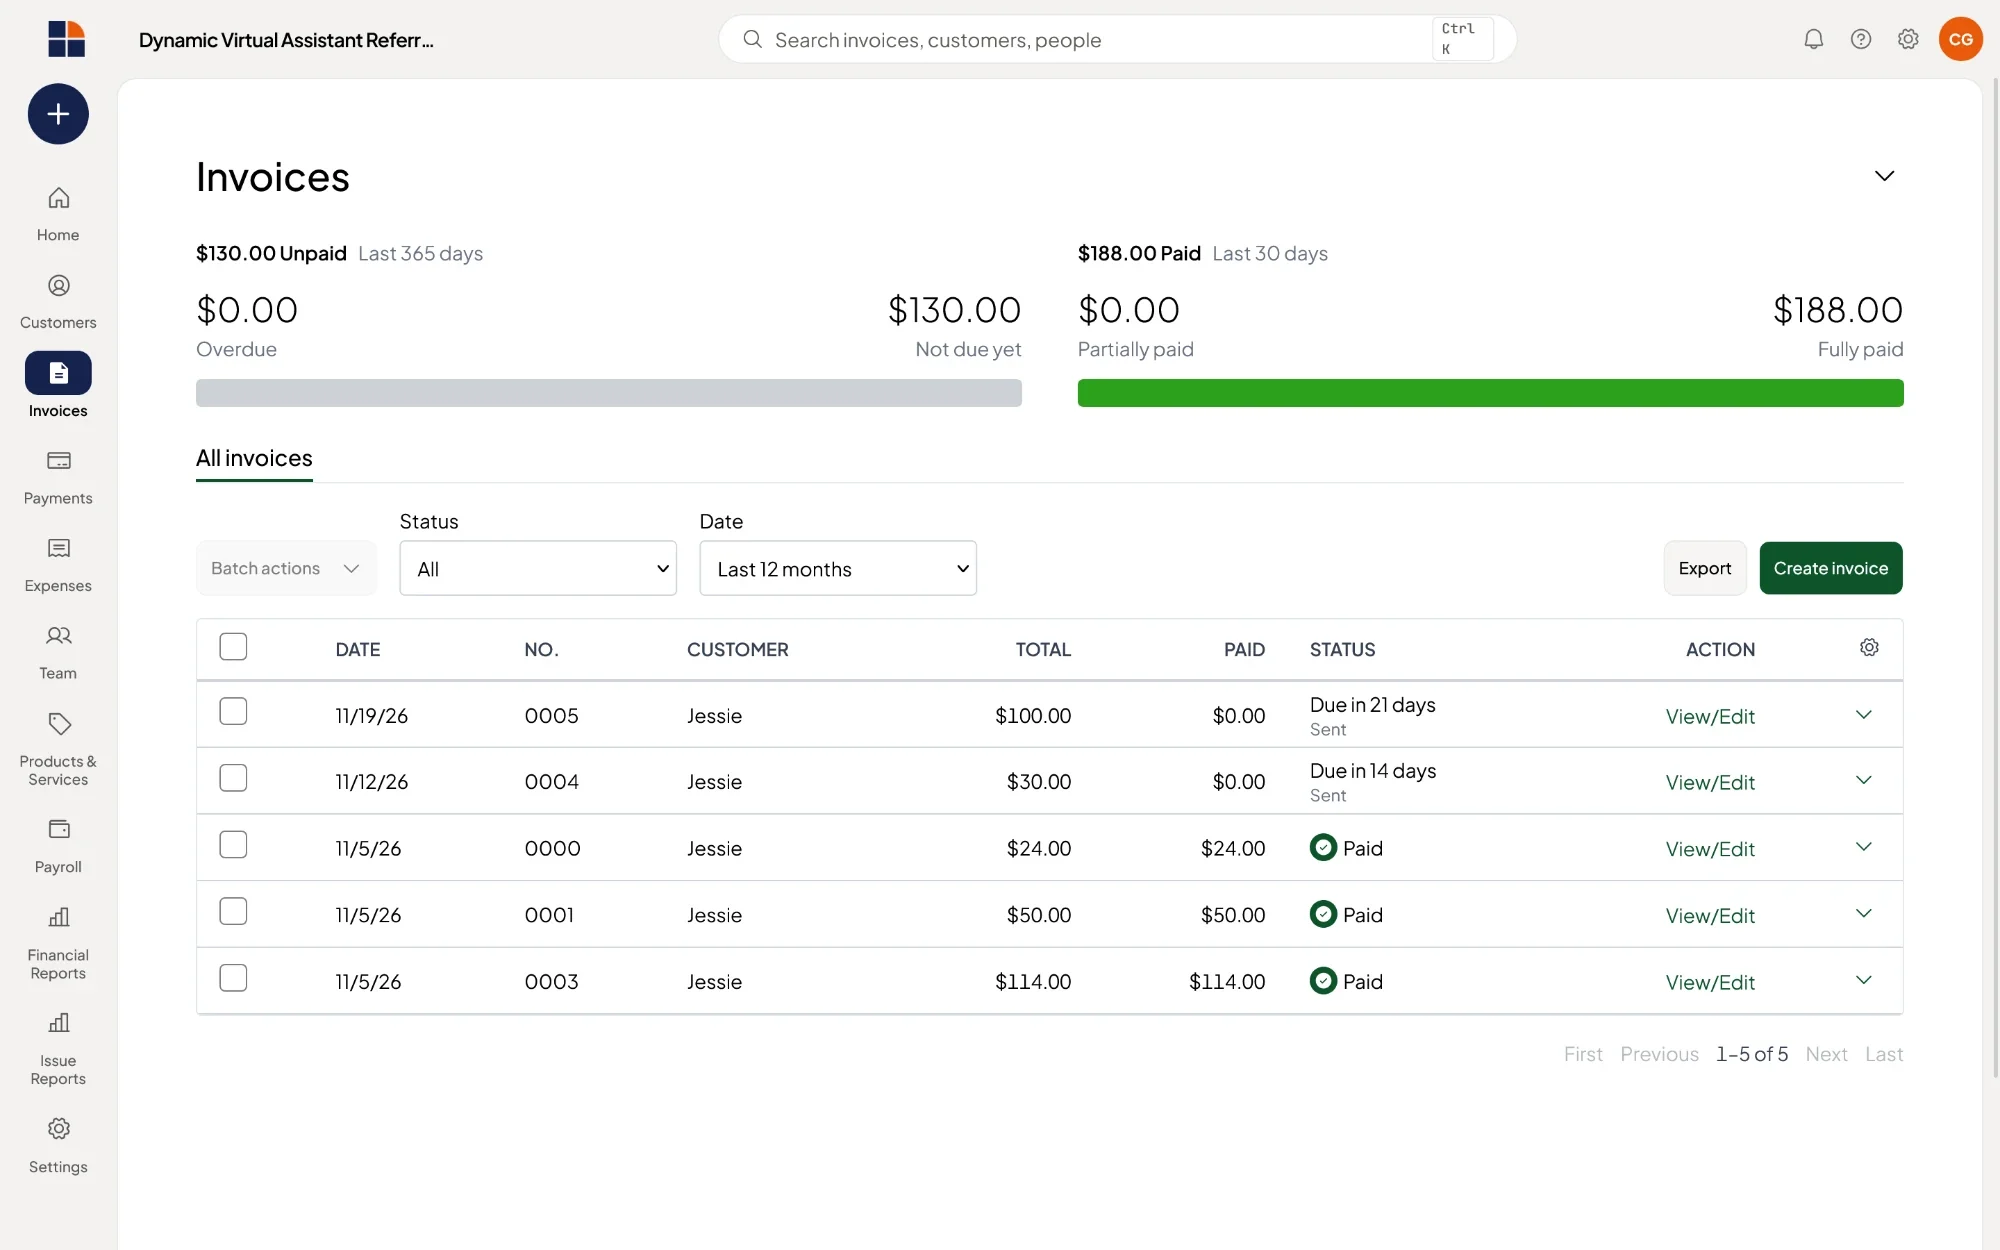 Dynamic Virtual Assistant Referr...
Search invoices, customers, people
Ctrl
K
CG
Home
Customers
Invoices
Payments
Expenses
Team
Products &
Services
Payroll
Financial
Reports
Issue
Reports
Settings
Invoices
$130.00 Unpaid Last 365 days
$0.00 $130.00
Overdue Not due yet
$188.00 Paid Last 30 days
$0.00 $188.00
Partially paid Fully paid
All invoices
Batch actions
Status
All
Date
Last 12 months
Export
Create invoice
DATE NO. CUSTOMER TOTAL PAID STATUS ACTION
11/19/26 0005 Jessie $100.00 $0.00 Due in 21 days View/Edit
Sent
11/12/26 0004 Jessie $30.00 $0.00 Due in 14 days View/Edit
Sent
11/5/26 0000 Jessie $24.00 $24.00 Paid View/Edit
11/5/26 0001 Jessie $50.00 $50.00 Paid View/Edit
11/5/26 0003 Jessie $114.00 $114.00 Paid View/Edit
First Previous 1–5 of 5 Next Last